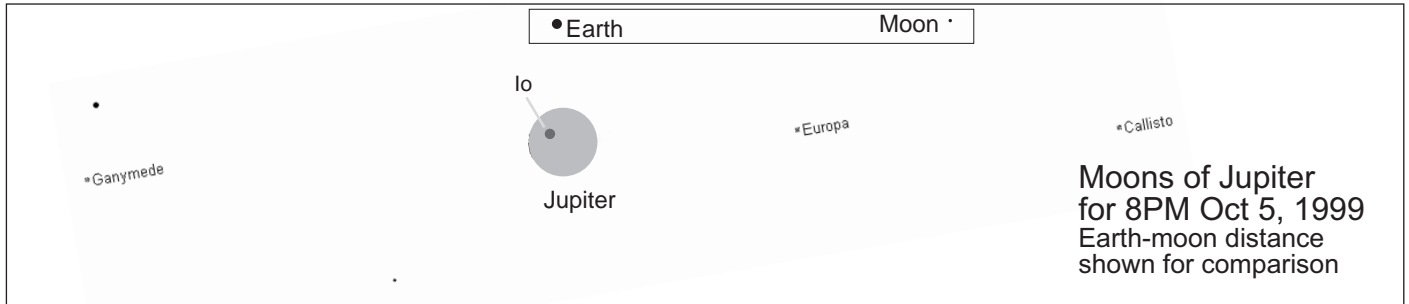 Earth
Moon
Io
Europa
Callisto
Ganymede
Jupiter
Moons of Jupiter
for 8PM Oct 5, 1999
Earth-moon distance
shown for comparison